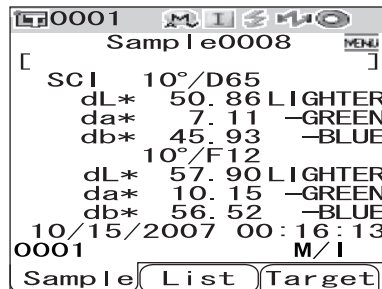 0001 M I
Sample0008 MENU
[ ]
SCI 10°/D65
dL* 50.86 LIGHTER
da* 7.11 –GREEN
db* 45.93 –BLUE
10°/F12
dL* 57.90 LIGHTER
da* 10.15 –GREEN
db* 56.52 –BLUE
10/15/2007 00:16:13
0001 M/I
Sample List Target